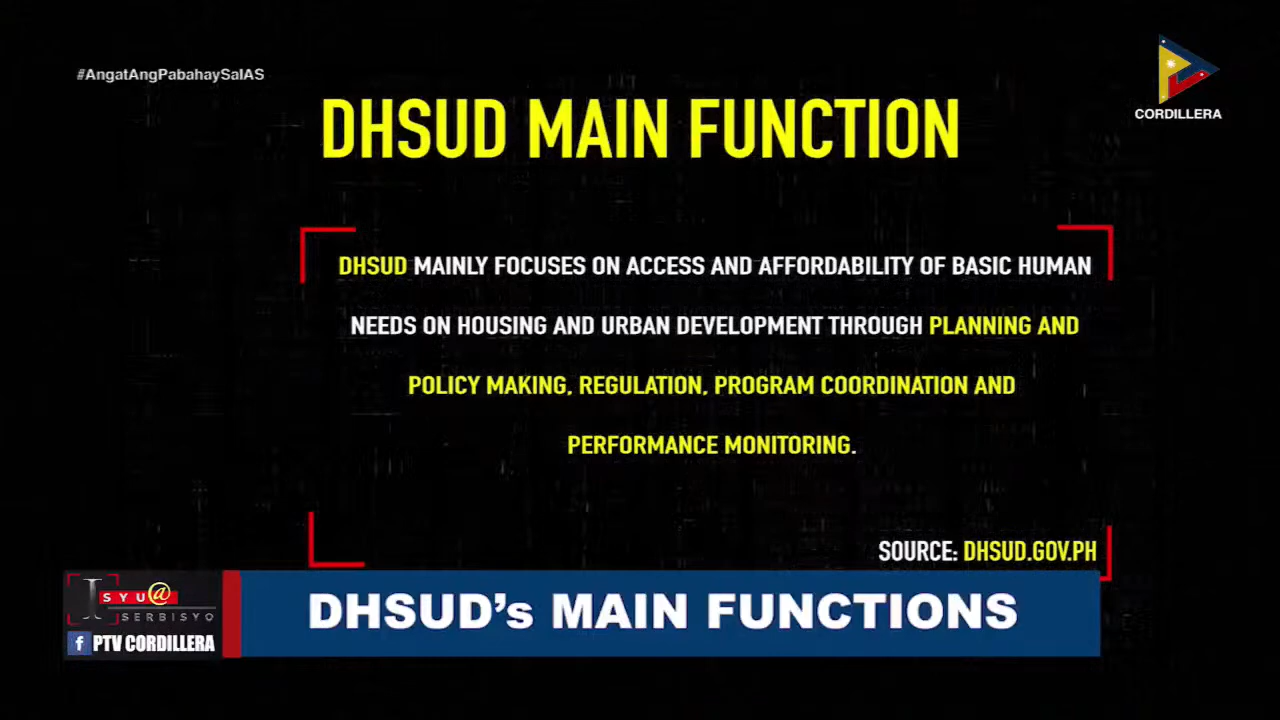 #AngatAngPabahaySaIAS
CORDILLERA
DHSUD MAIN FUNCTION
DHSUD MAINLY FOCUSES ON ACCESS AND AFFORDABILITY OF BASIC HUMAN
NEEDS ON HOUSING AND URBAN DEVELOPMENT THROUGH PLANNING AND
POLICY MAKING, REGULATION, PROGRAM COORDINATION AND
PERFORMANCE MONITORING.
SOURCE: DHSUD.GOV.PH
ISYU@
SERBISYO
f PTV CORDILLERA
DHSUD's MAIN FUNCTIONS